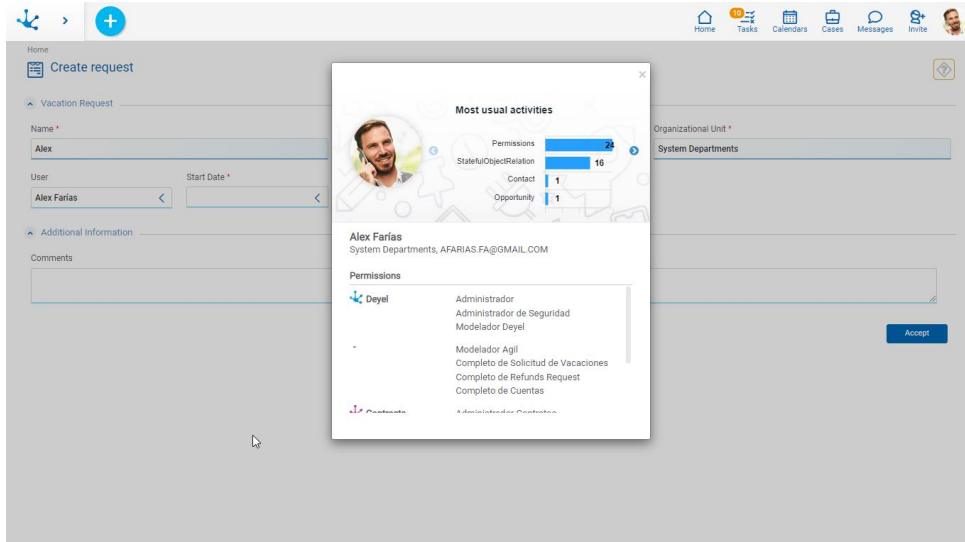 Home
10
Tasks
Calendars
Cases
Messages
Invite
Home
Create request
Vacation Request
Name *
Alex
Organizational Unit *
System Departments
User
Alex Farías
Start Date *
Additional Information
Comments
Accept
×
Most usual activities
Permissions 24
StatefulObjectRelation 16
Contact 1
Opportunity 1
Alex Farías
System Departments, AFARIAS.FA@GMAIL.COM
Permissions
Deyel
Administrador
Administrador de Seguridad
Modelador Deyel
-
Modelador Agil
Completo de Solicitud de Vacaciones
Completo de Refunds Request
Completo de Cuentas